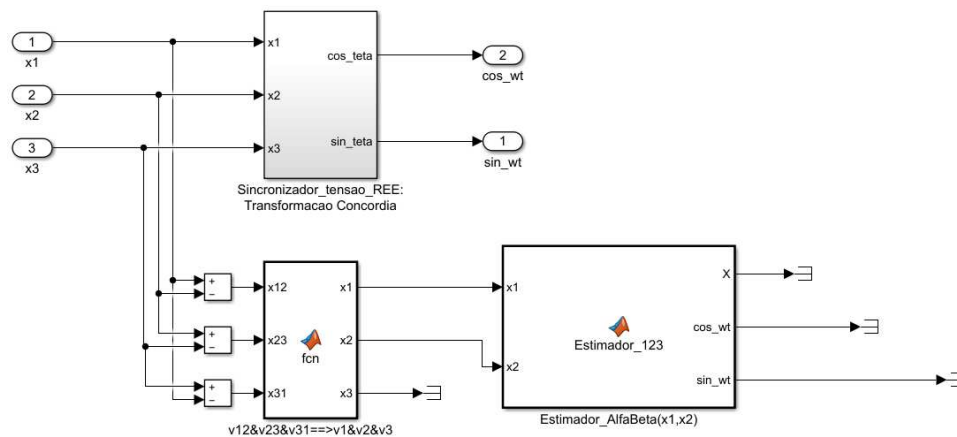 1
x1
2
x2
3
x3
x1
x2
x3
cos_teta
sin_teta
Sincronizador_tensao_REE:
Transformacao Concordia
2
cos_wt
1
sin_wt
+
−
+
−
+
−
x12
x23
x31
fcn
x1
x2
x3
v12&v23&v31==>v1&v2&v3
x1
x2
Estimador_123
X
cos_wt
sin_wt
Estimador_AlfaBeta(x1,x2)